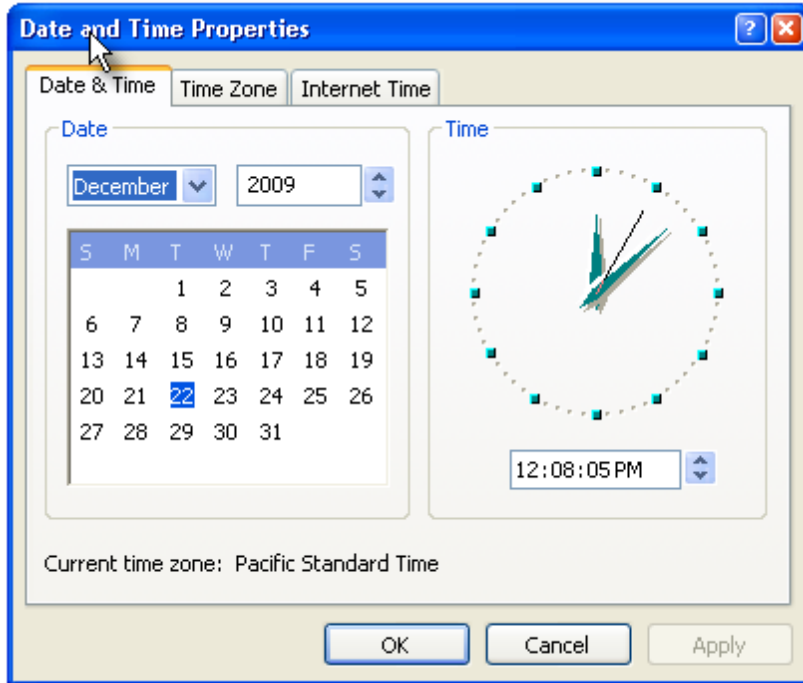 Date and Time Properties
Date & Time Time Zone Internet Time
Date
December 2009
S M T W T F S
1 2 3 4 5
6 7 8 9 10 11 12
13 14 15 16 17 18 19
20 21 22 23 24 25 26
27 28 29 30 31
Time
12:08:05 PM
Current time zone: Pacific Standard Time
OK Cancel Apply